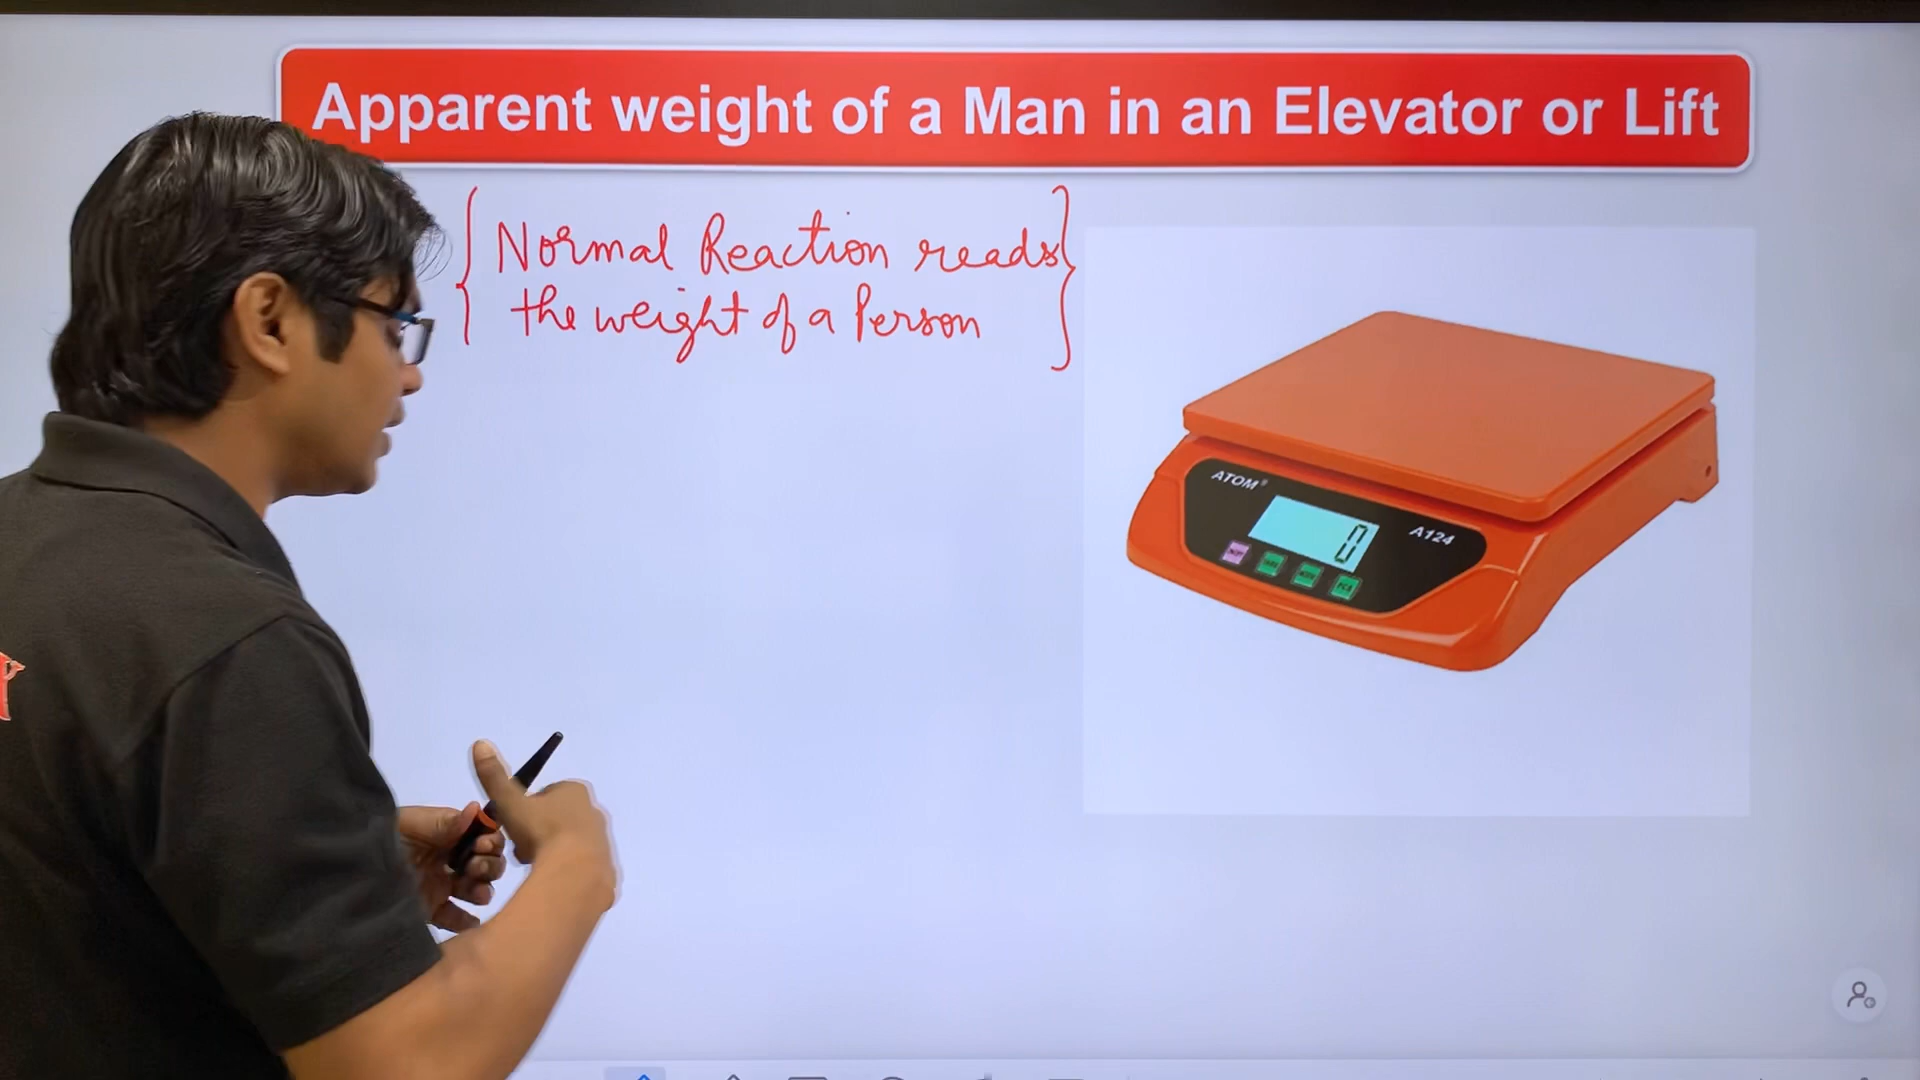 Apparent weight of a Man in an Elevator or Lift
Normal Reaction reads
the weight of a Person
ATOM
0
A124